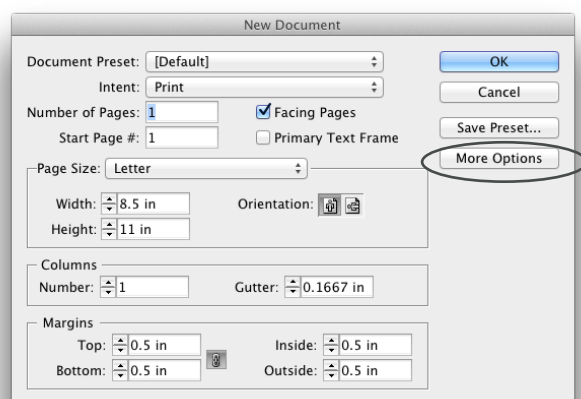 New Document
Document Preset: [Default]
OK
Intent: Print
Cancel
Number of Pages: 1
Facing Pages
Save Preset...
Start Page #: 1
Primary Text Frame
More Options
Page Size: Letter
Width: 8.5 in
Orientation:
Height: 11 in
Columns
Number: 1
Gutter: 0.1667 in
Margins
Top: 0.5 in
Inside: 0.5 in
Bottom: 0.5 in
Outside: 0.5 in